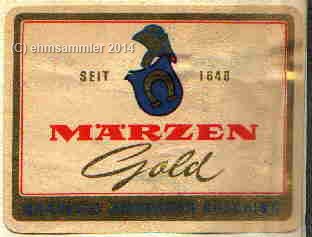 © ehmsammler 2014
SEIT 1648
MÄRZEN
Gold